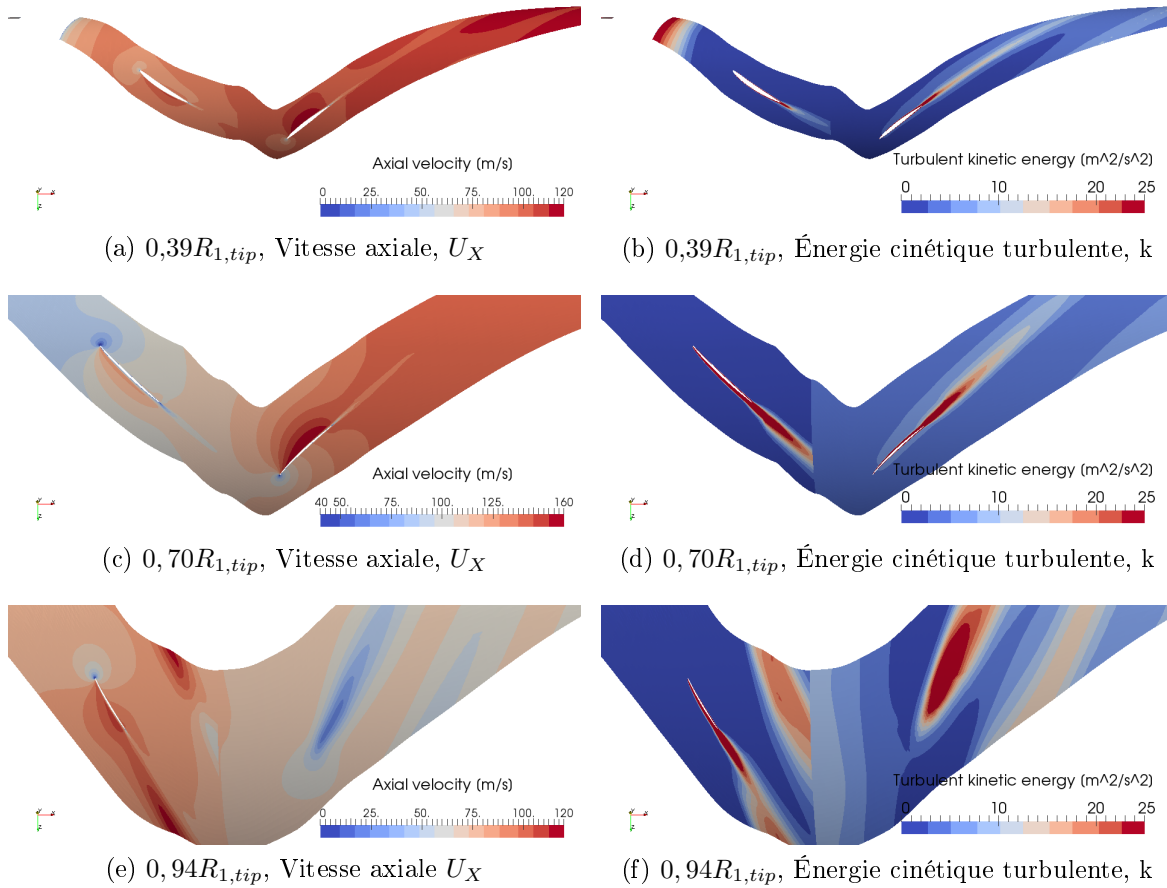 Axial velocity [m/s]
0 25. 50. 75. 100. 120
Turbulent kinetic energy [m^2/s^2]
0 10 20 25
(a) 0,39R1,tip, Vitesse axiale, UX
(b) 0,39R1,tip, Énergie cinétique turbulente, k
Axial velocity [m/s]
40 50. 75. 100. 125. 160
Turbulent kinetic energy [m^2/s^2]
0 10 20 25
(c) 0, 70R1,tip, Vitesse axiale, UX
(d) 0, 70R1,tip, Énergie cinétique turbulente, k
Axial velocity [m/s]
0 25. 50. 75. 100. 120
Turbulent kinetic energy [m^2/s^2]
0 10 20 25
(e) 0, 94R1,tip, Vitesse axiale UX
(f) 0, 94R1,tip, Énergie cinétique turbulente, k